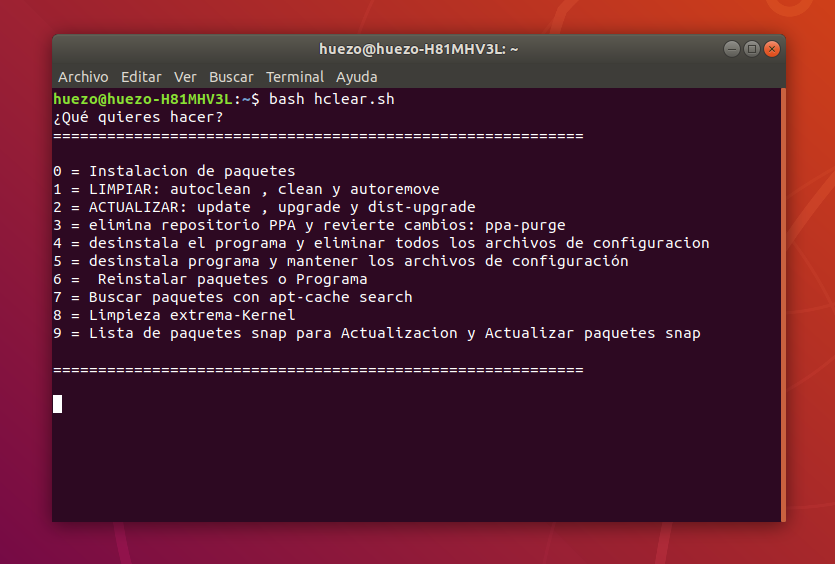 huezo@huezo-H81MHV3L: ~
Archivo Editar Ver Buscar Terminal Ayuda
huezo@huezo-H81MHV3L:~$ bash hclear.sh
¿Qué quieres hacer?
===========================================================
0 = Instalacion de paquetes
1 = LIMPIAR: autoclean , clean y autoremove
2 = ACTUALIZAR: update , upgrade y dist-upgrade
3 = elimina repositorio PPA y revierte cambios: ppa-purge
4 = desinstala el programa y eliminar todos los archivos de configuracion
5 = desinstala programa y mantener los archivos de configuración
6 =  Reinstalar paquetes o Programa
7 = Buscar paquetes con apt-cache search
8 = Limpieza extrema-Kernel
9 = Lista de paquetes snap para Actualizacion y Actualizar paquetes snap
===========================================================